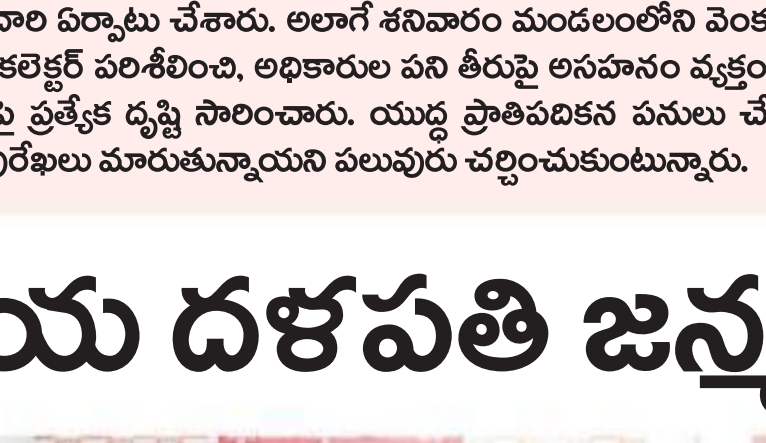 దారి ఏర్పాటు చేశారు. అలాగే శనివారం మండలంలోని వెంక
కలెక్టర్ పరిశీలించి, అధికారుల పని తీరుపై అసహనం వ్యక్తం
పై ప్రత్యేక దృష్టి సారించారు. యుద్ధ ప్రాతిపదికన పనులు చే
రేఖలు మారుతున్నాయని పలువురు చర్చించుకుంటున్నారు.
య దళపతి జన్మ